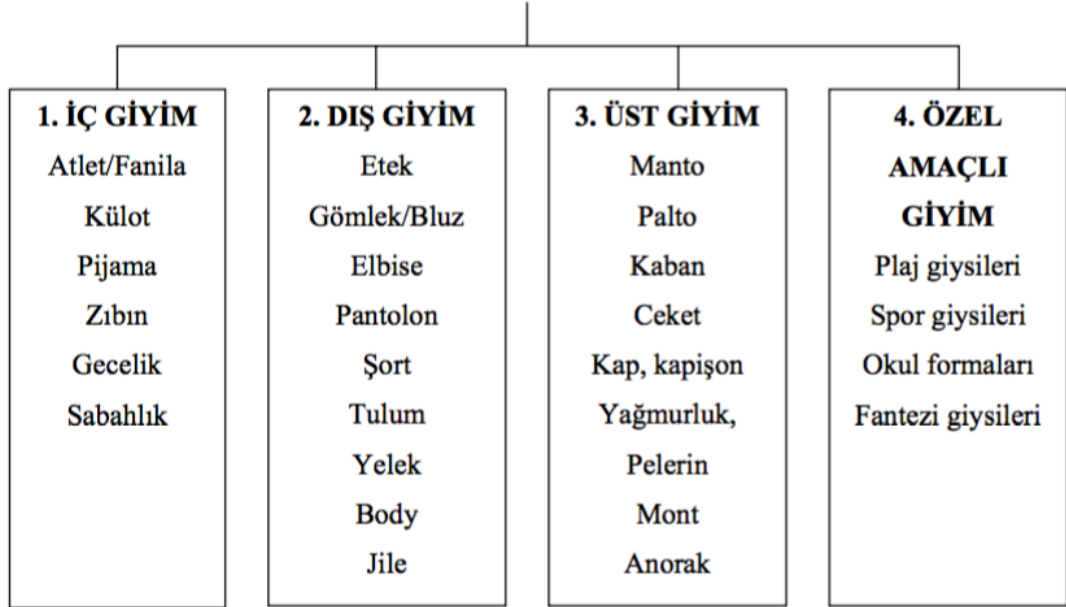 1. İÇ GİYİM
Atlet/Fanila
Külot
Pijama
Zıbın
Gecelik
Sabahlık
2. DIŞ GİYİM
Etek
Gömlek/Bluz
Elbise
Pantolon
Şort
Tulum
Yelek
Body
Jile
3. ÜST GİYİM
Manto
Palto
Kaban
Ceket
Kap, kapişon
Yağmurluk,
Pelerin
Mont
Anorak
4. ÖZEL
AMAÇLI
GİYİM
Plaj giysileri
Spor giysileri
Okul formaları
Fantezi giysileri